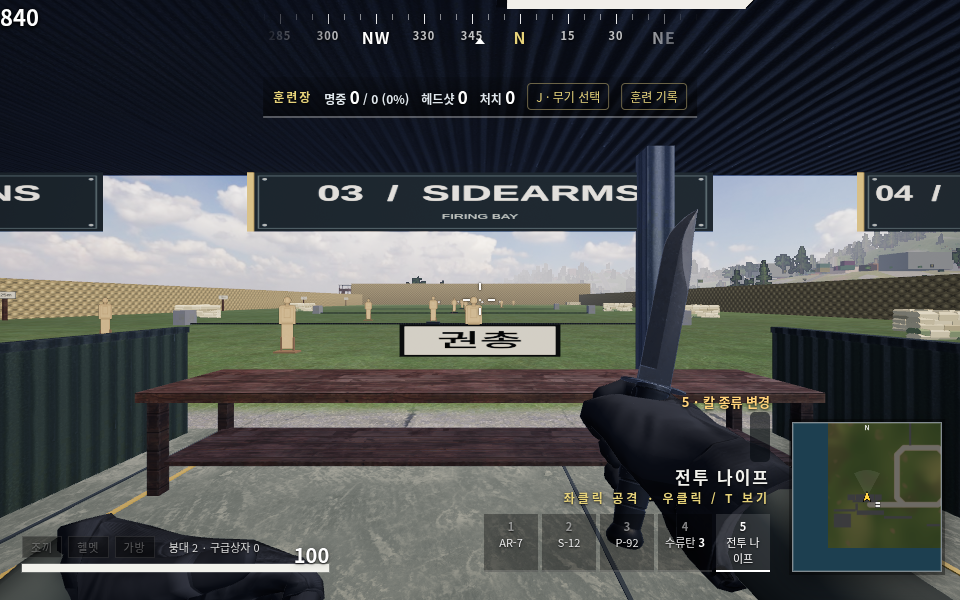 840
285 300 NW 330 345 N 15 30 NE
훈련장 명중 0 / 0 (0%) 헤드샷 0 처치 0 J · 무기 선택 훈련 기록
NS
03 / SIDEARMS
FIRING BAY
04 /
권총
5 · 칼 종류 변경
전투 나이프
좌클릭 공격 · 우클릭 / T 보기
1 AR-7
2 S-12
3 P-92
4 수류탄 3
5 전투 나
이프
조끼 헬멧 가방 붕대 2 · 구급상자 0 100
N